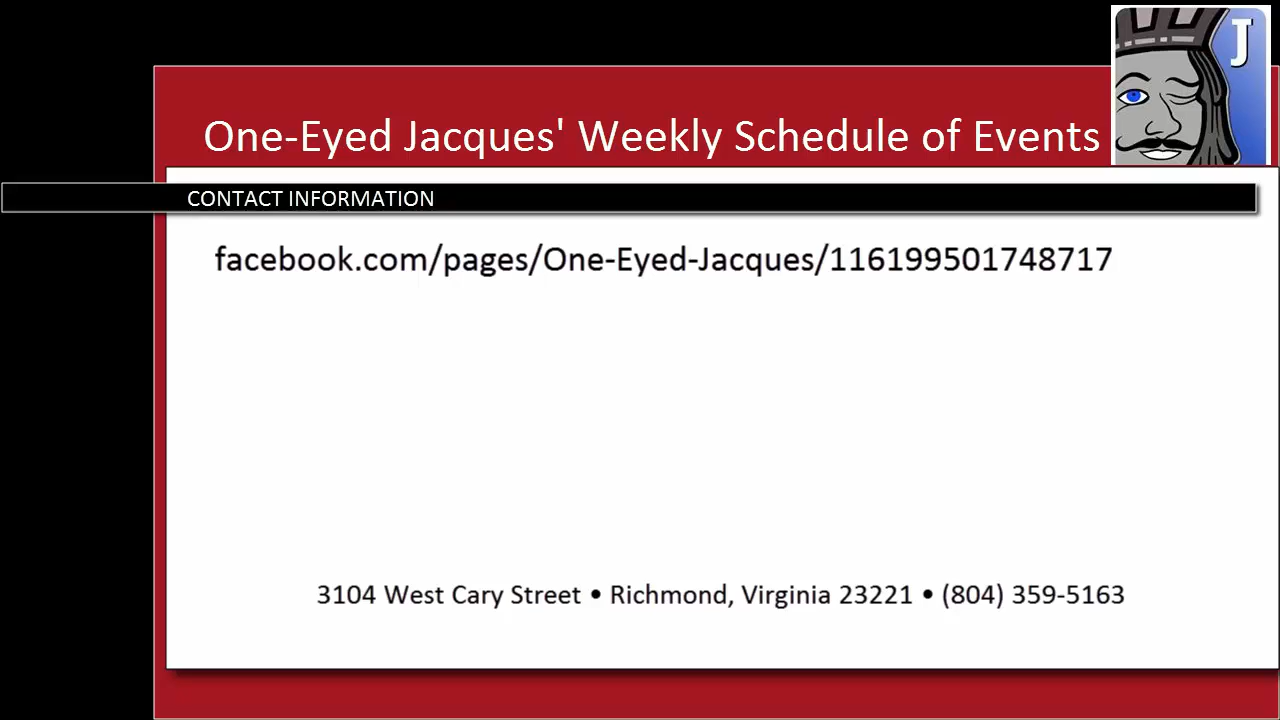 J
One-Eyed Jacques' Weekly Schedule of Events
CONTACT INFORMATION
facebook.com/pages/One-Eyed-Jacques/116199501748717
3104 West Cary Street • Richmond, Virginia 23221 • (804) 359-5163